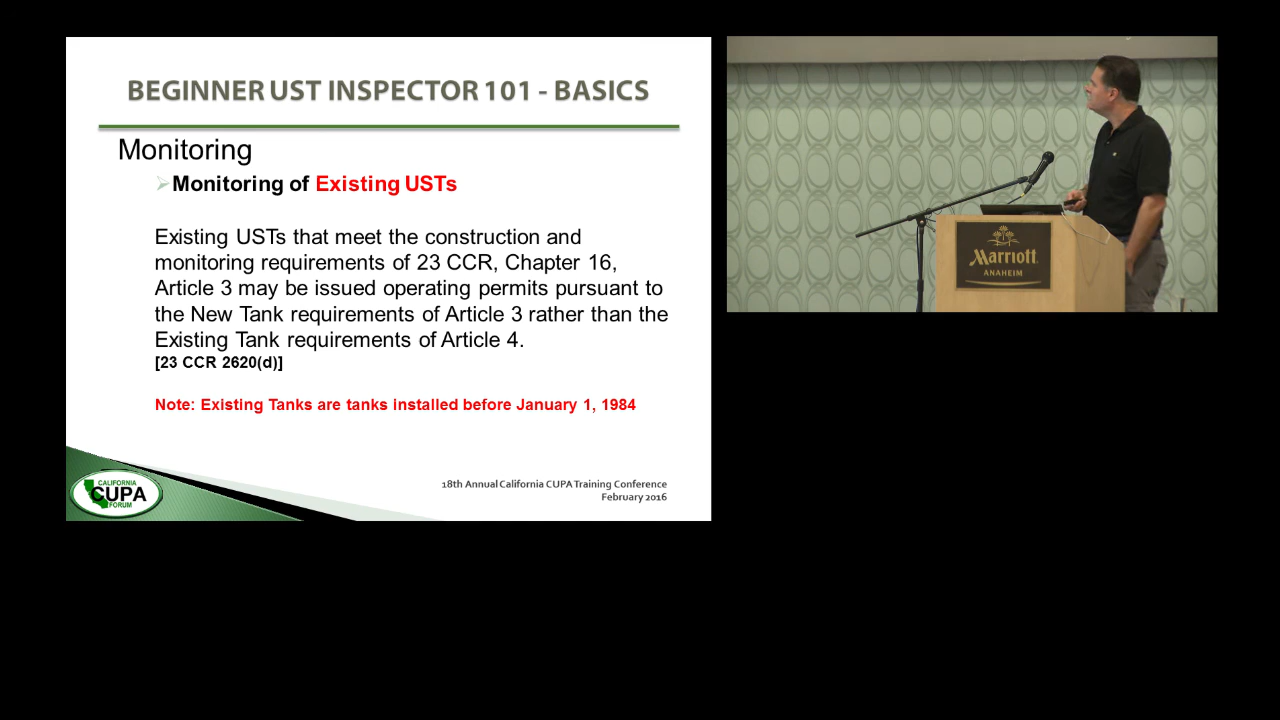 BEGINNER UST INSPECTOR 101 - BASICS
Monitoring
Monitoring of Existing USTs
Existing USTs that meet the construction and
monitoring requirements of 23 CCR, Chapter 16,
Article 3 may be issued operating permits pursuant to
the New Tank requirements of Article 3 rather than the
Existing Tank requirements of Article 4.
[23 CCR 2620(d)]
Note: Existing Tanks are tanks installed before January 1, 1984
CALIFORNIA
CUPA
FORUM
18th Annual California CUPA Training Conference
February 2016
Marriott
ANAHEIM